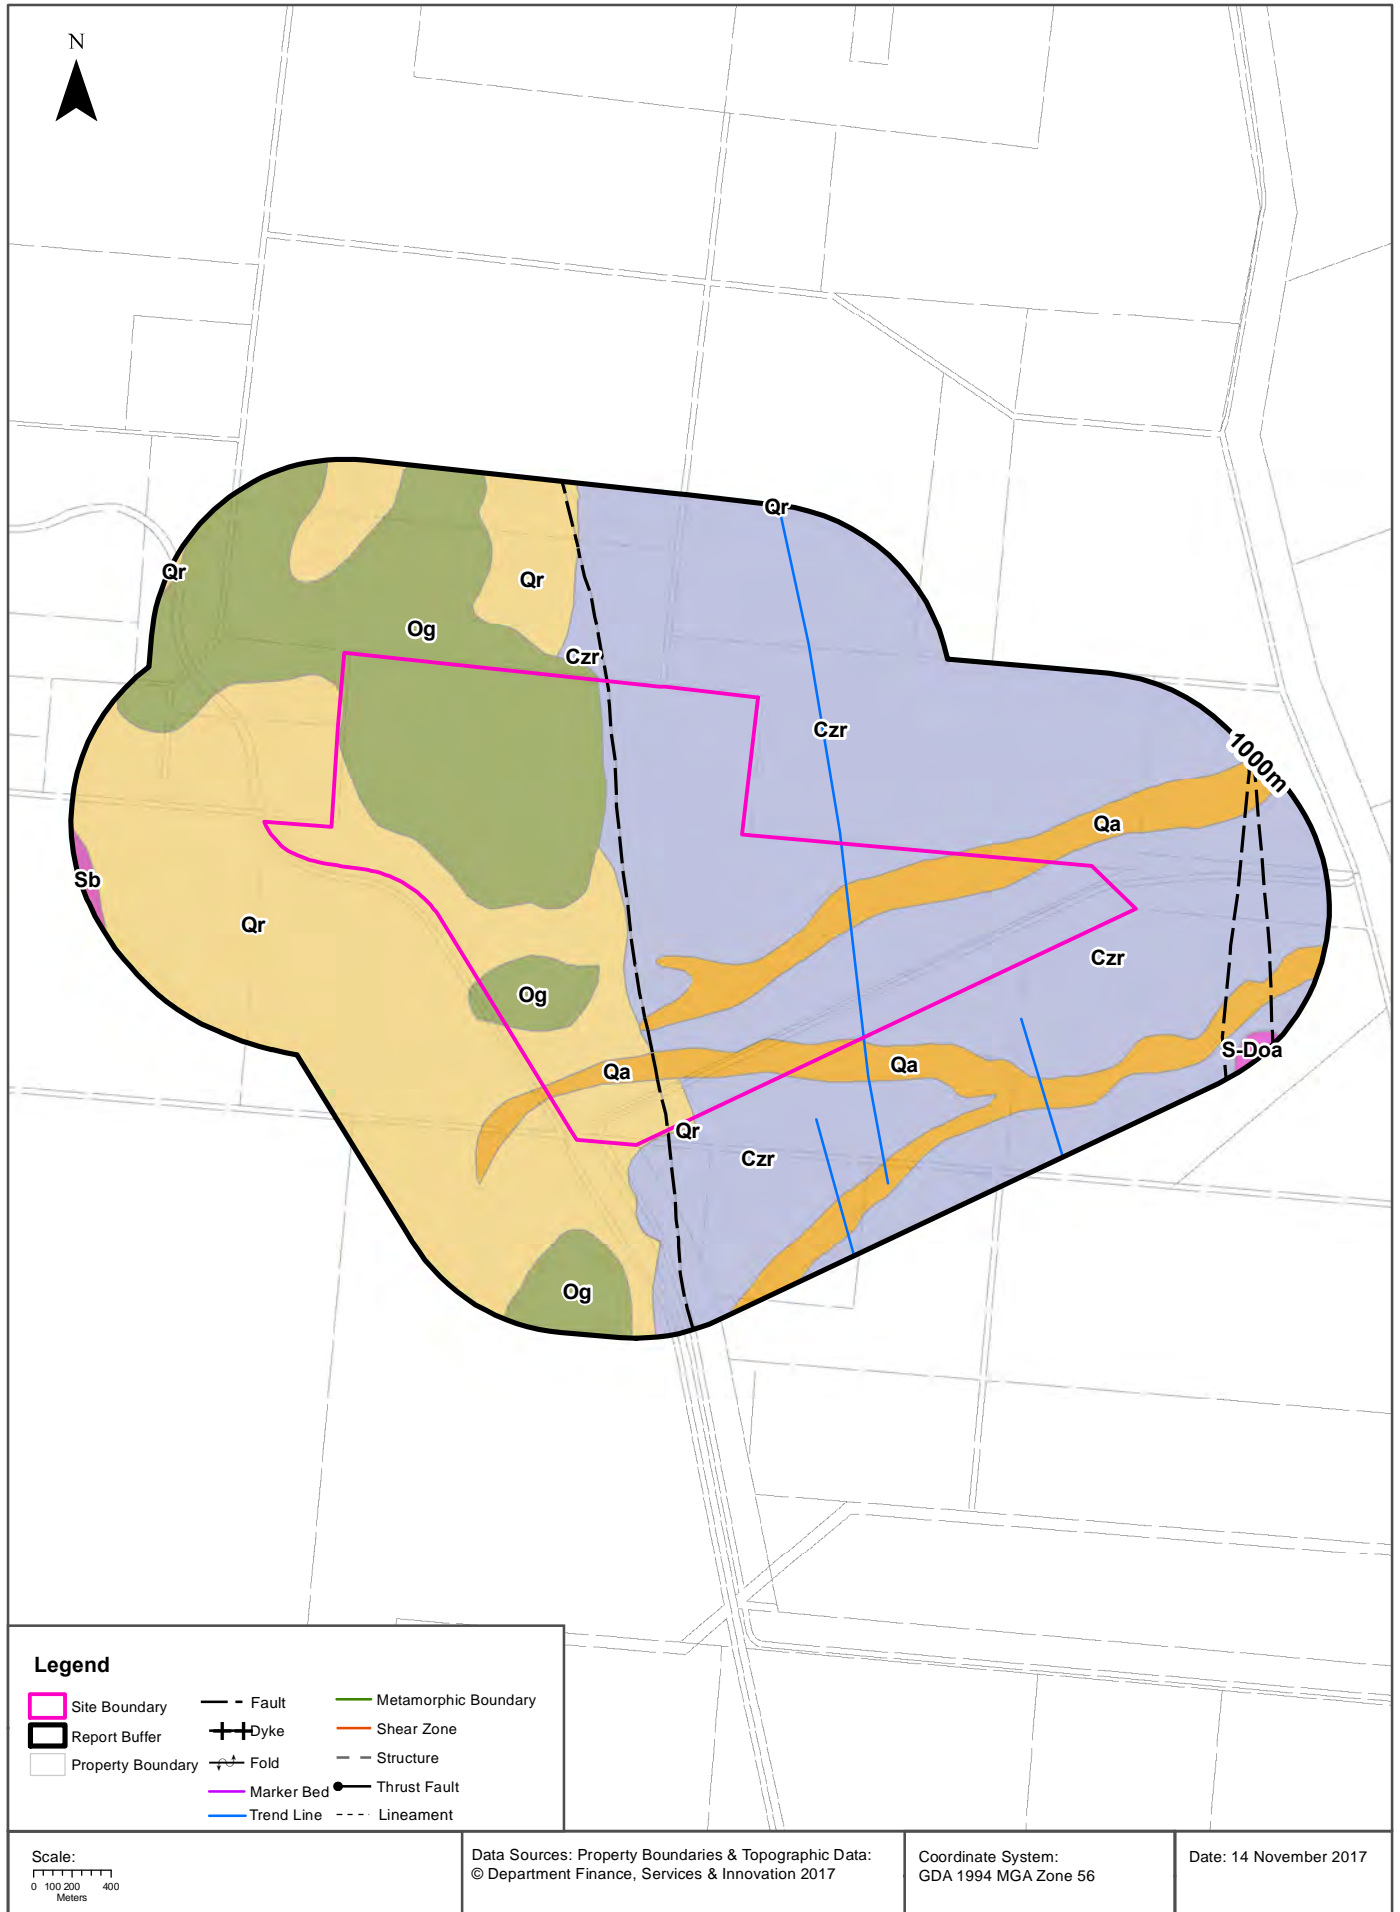 N
Qr
Qr
Qr
Og
Czr
Czr
1000m
Qa
Sb
Qr
Czr
Og
S-Doa
Qa
Qa
Qr
Czr
Og
Legend
Site Boundary
Report Buffer
Property Boundary
Fault
Dyke
Fold
Marker Bed
Trend Line
Metamorphic Boundary
Shear Zone
Structure
Thrust Fault
Lineament
Scale:
0 100 200 400
Meters
Data Sources: Property Boundaries & Topographic Data:
© Department Finance, Services & Innovation 2017
Coordinate System:
GDA 1994 MGA Zone 56
Date: 14 November 2017